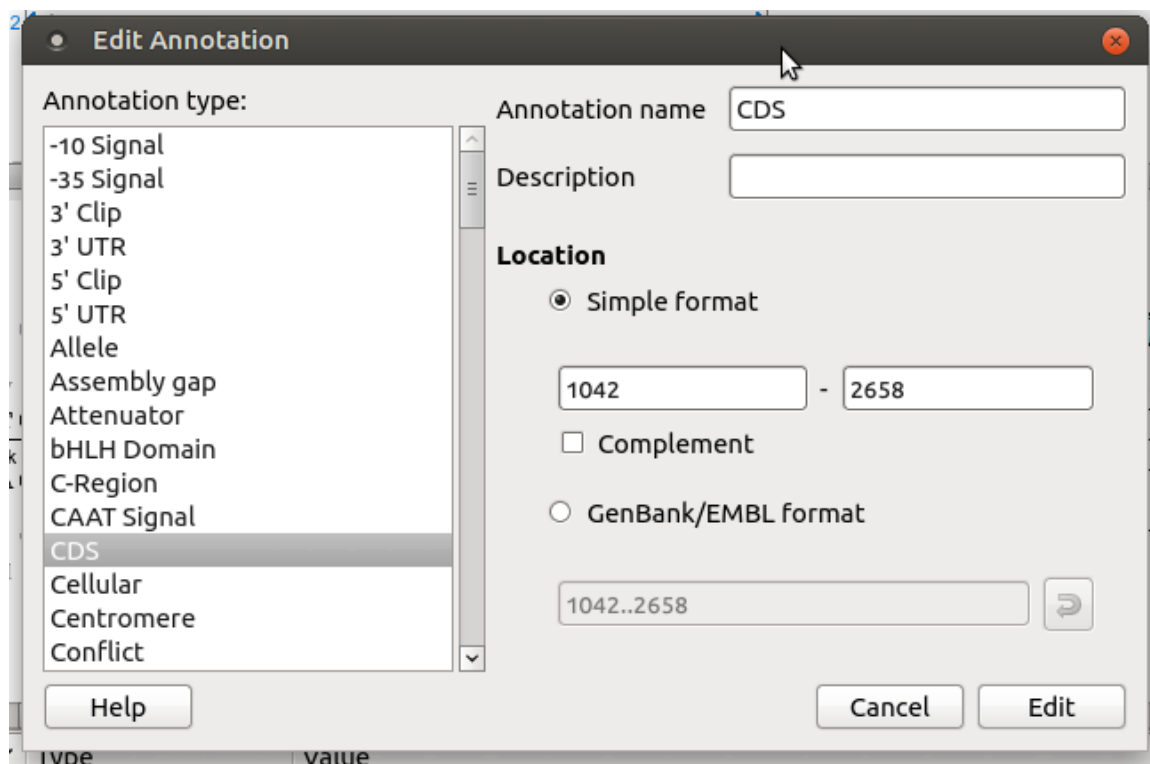 Edit Annotation
Annotation type:
-10 Signal
-35 Signal
3' Clip
3' UTR
5' Clip
5' UTR
Allele
Assembly gap
Attenuator
bHLH Domain
C-Region
CAAT Signal
CDS
Cellular
Centromere
Conflict
Annotation name CDS
Description
Location
Simple format
1042 - 2658
Complement
GenBank/EMBL format
1042..2658
Help Cancel Edit
Type Value